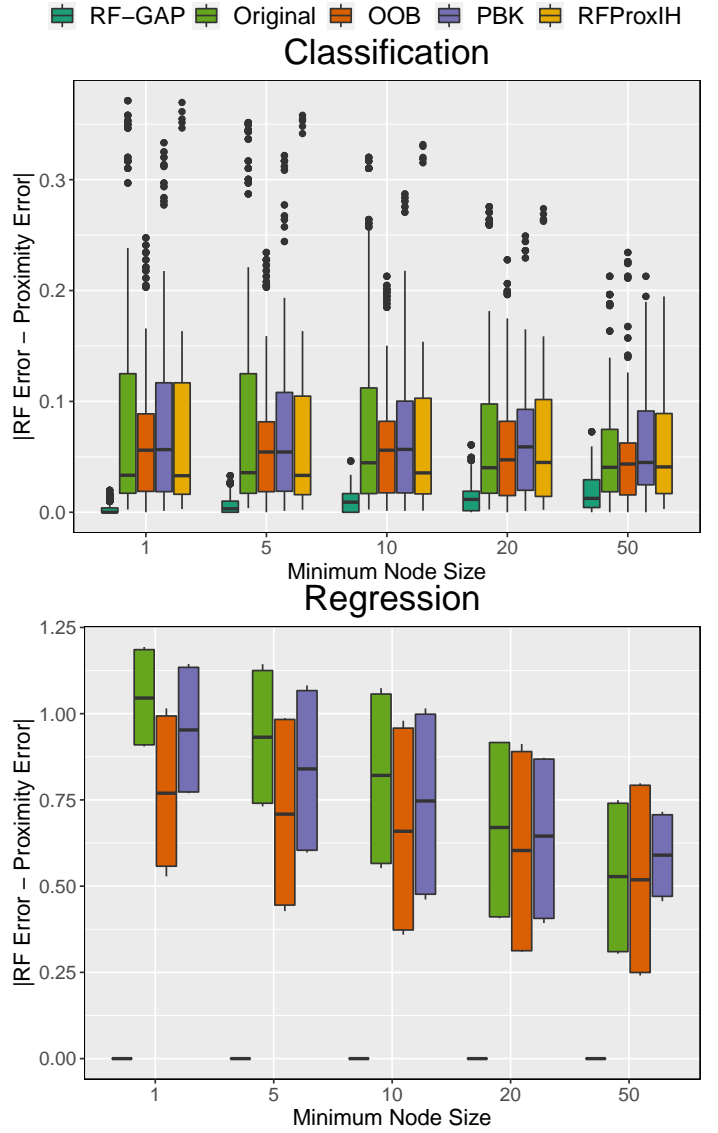 RF−GAP Original OOB PBK RFProxIH
Classification
|RF Error − Proximity Error|
0.3
0.2
0.1
0.0
1 5 10 20 50
Minimum Node Size
Regression
|RF Error − Proximity Error|
1.25
1.00
0.75
0.50
0.25
0.00
1 5 10 20 50
Minimum Node Size